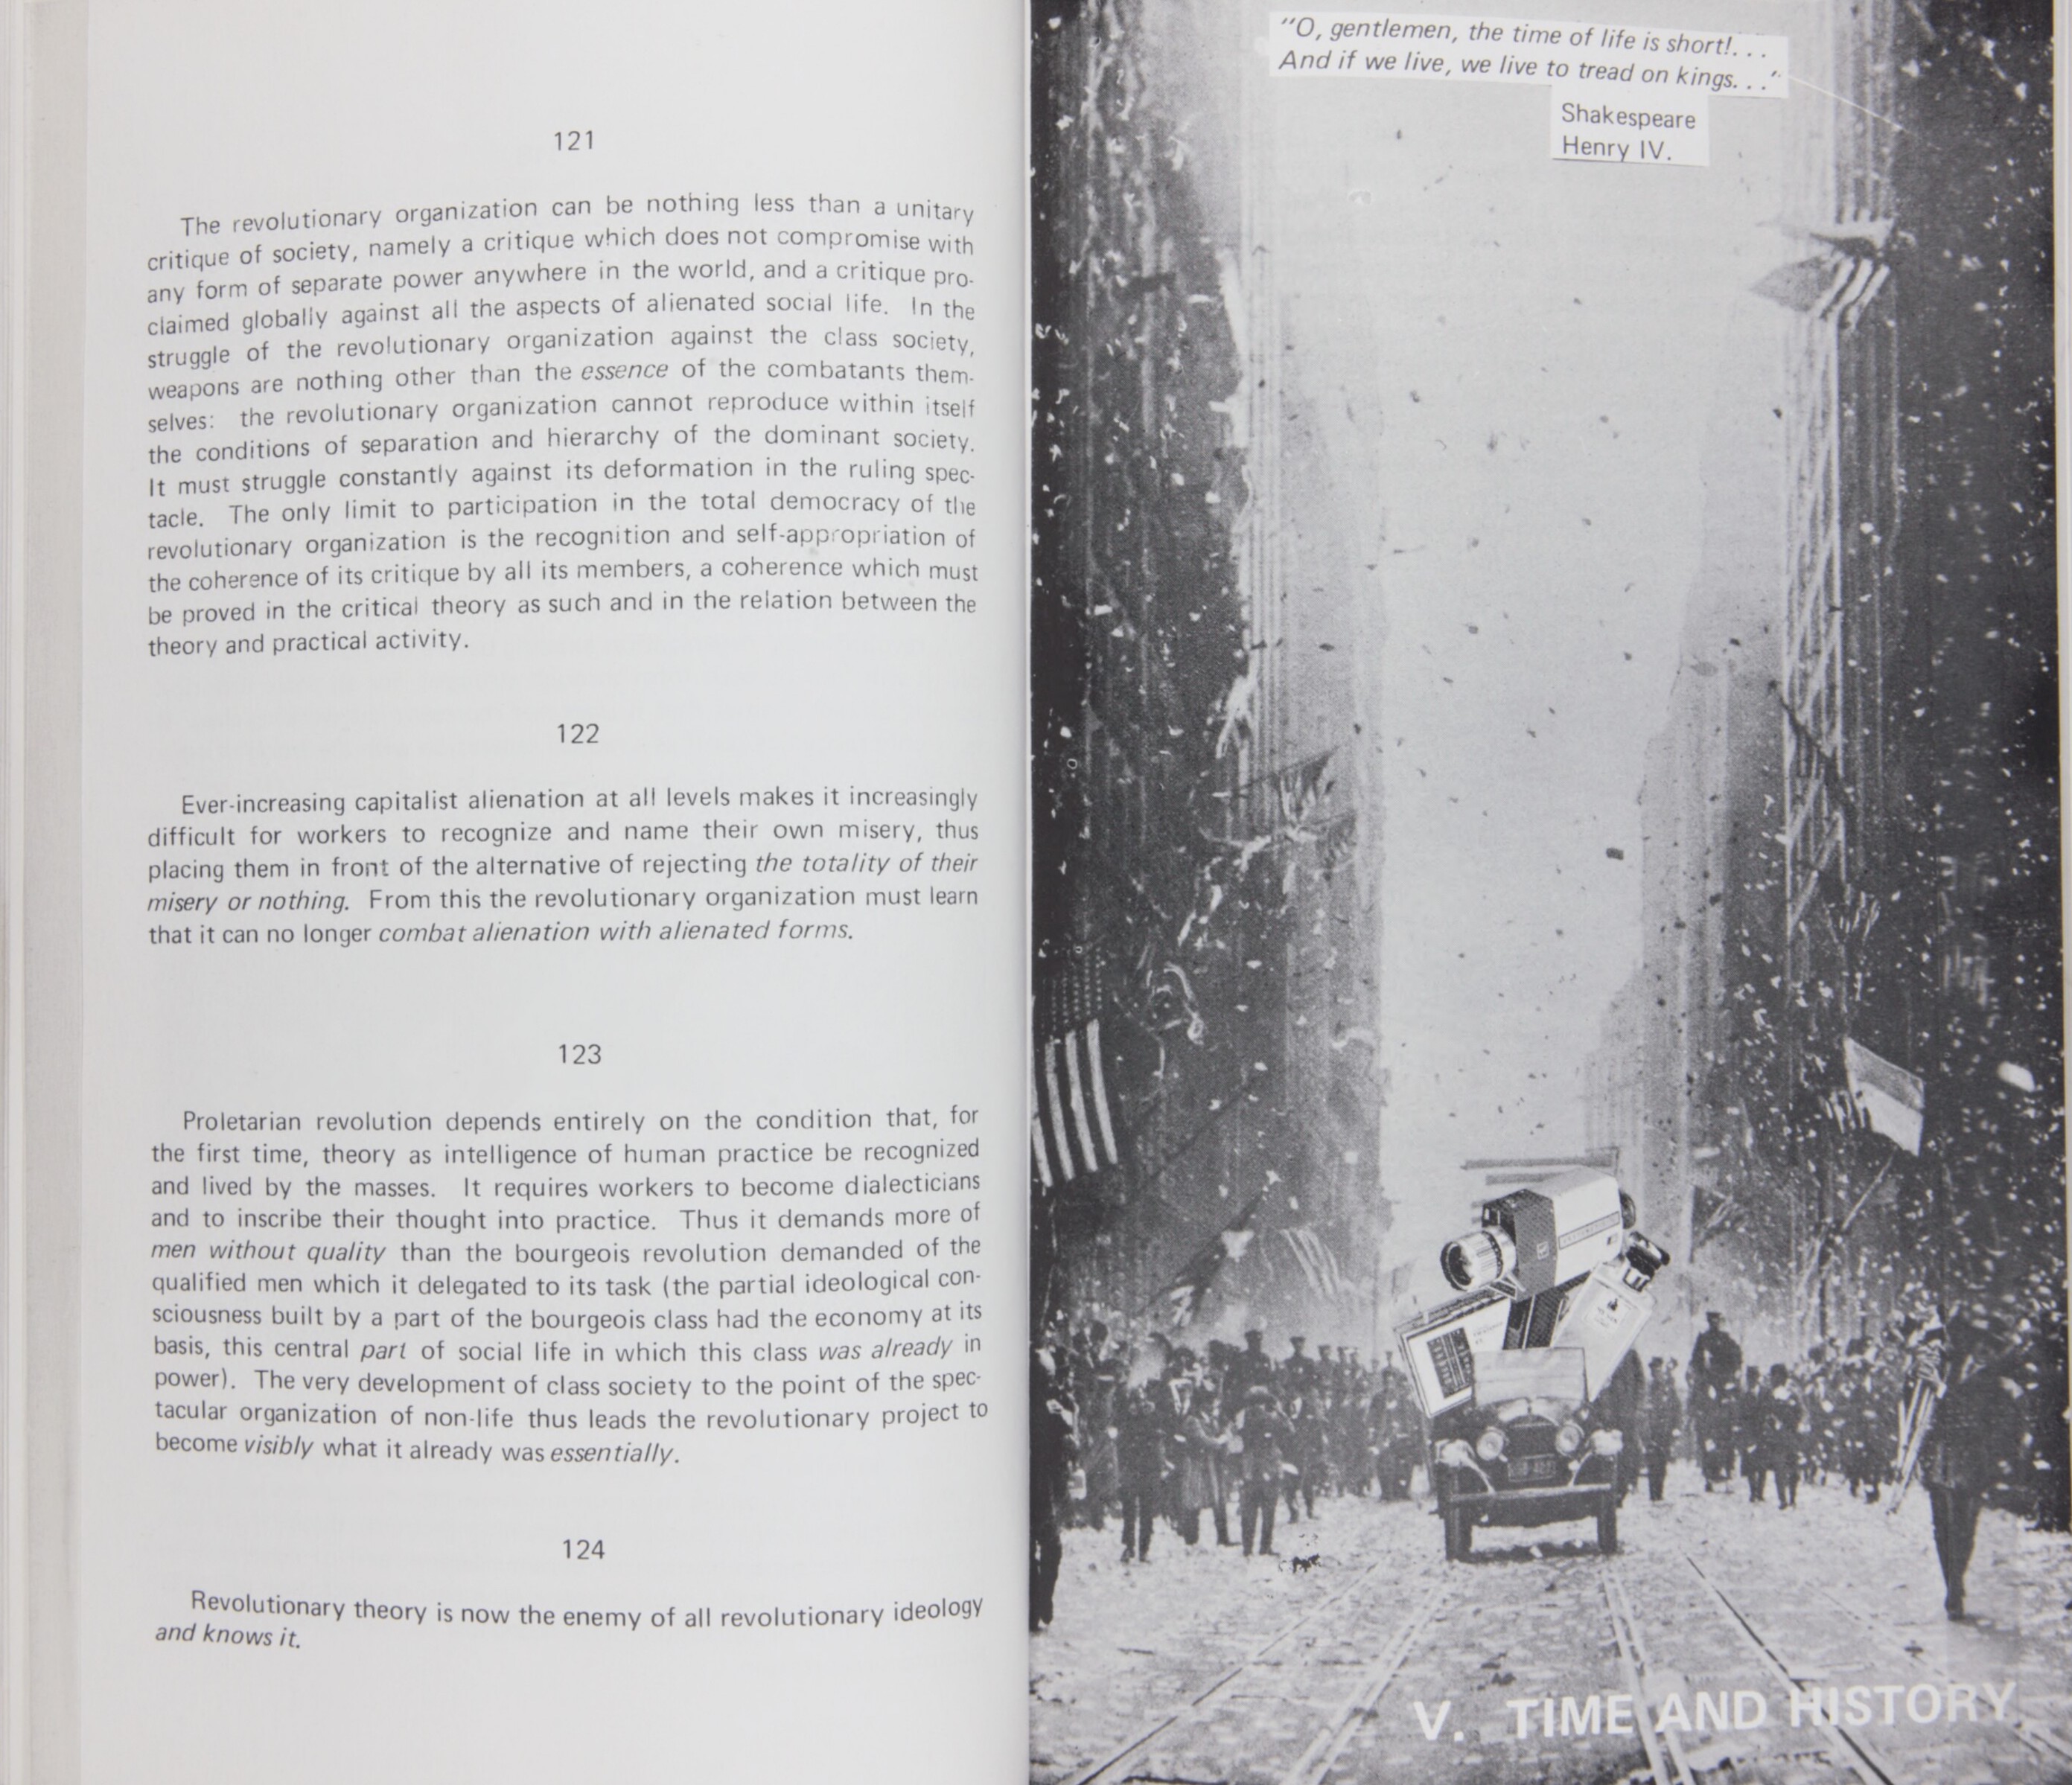 121
The revolutionary organization can be nothing less than a unitary
critique of society, namely a critique which does not compromise with
any form of separate power anywhere in the world, and a critique pro-
claimed globally against all the aspects of alienated social life. In the
struggle of the revolutionary organization against the class society,
weapons are nothing other than the essence of the combatants them-
selves: the revolutionary organization cannot reproduce within itself
the conditions of separation and hierarchy of the dominant society.
It must struggle constantly against its deformation in the ruling spec-
tacle. The only limit to participation in the total democracy of the
revolutionary organization is the recognition and self-appropriation of
the coherence of its critique by all its members, a coherence which must
be proved in the critical theory as such and in the relation between the
theory and practical activity.
122
Ever-increasing capitalist alienation at all levels makes it increasingly
difficult for workers to recognize and name their own misery, thus
placing them in front of the alternative of rejecting the totality of their
misery or nothing. From this the revolutionary organization must learn
that it can no longer combat alienation with alienated forms.
123
Proletarian revolution depends entirely on the condition that, for
the first time, theory as intelligence of human practice be recognized
and lived by the masses. It requires workers to become dialecticians
and to inscribe their thought into practice. Thus it demands more of
men without quality than the bourgeois revolution demanded of the
qualified men which it delegated to its task (the partial ideological con-
sciousness built by a part of the bourgeois class had the economy at its
basis, this central part of social life in which this class was already in
power). The very development of class society to the point of the spec-
tacular organization of non-life thus leads the revolutionary project to
become visibly what it already was essentially.
124
Revolutionary theory is now the enemy of all revolutionary ideology
and knows it.
"O, gentlemen, the time of life is short!. . .
And if we live, we live to tread on kings. . ."
Shakespeare
Henry IV.
V. TIME AND HISTORY